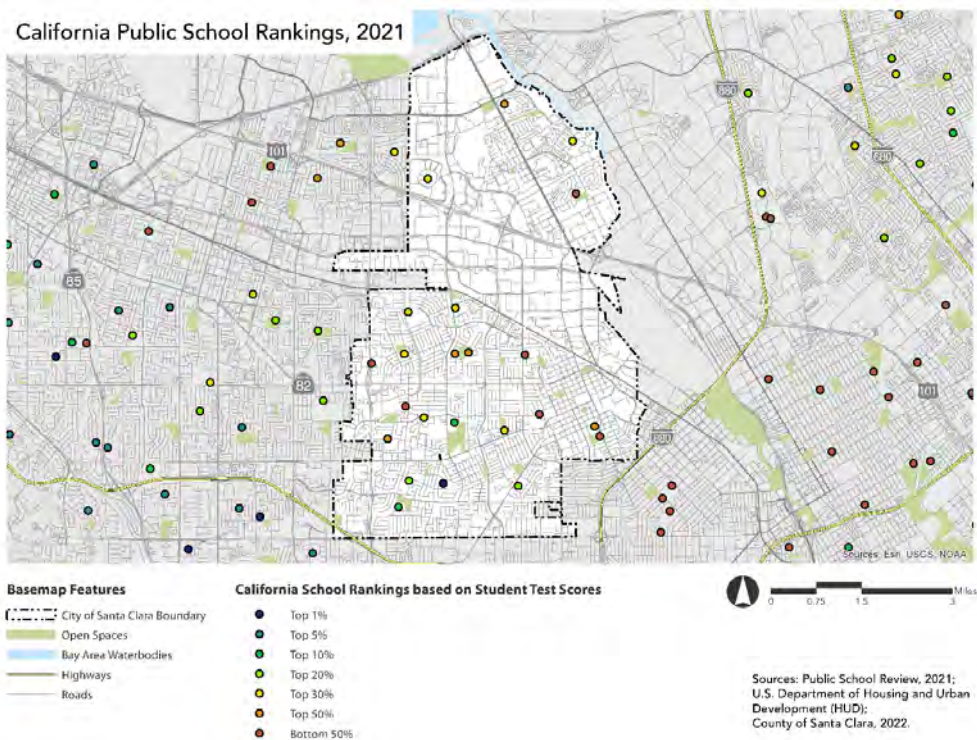 California Public School Rankings, 2021
880
680
101
85
82
101
880
Sources: Esri, USGS, NOAA
Basemap Features
City of Santa Clara Boundary
Open Spaces
Bay Area Waterbodies
Highways
Roads
California School Rankings based on Student Test Scores
Top 1%
Top 5%
Top 10%
Top 20%
Top 30%
Top 50%
Bottom 50%
0 0.75 1.5 3 Miles
Sources: Public School Review, 2021;
U.S. Department of Housing and Urban
Development (HUD);
County of Santa Clara, 2022.